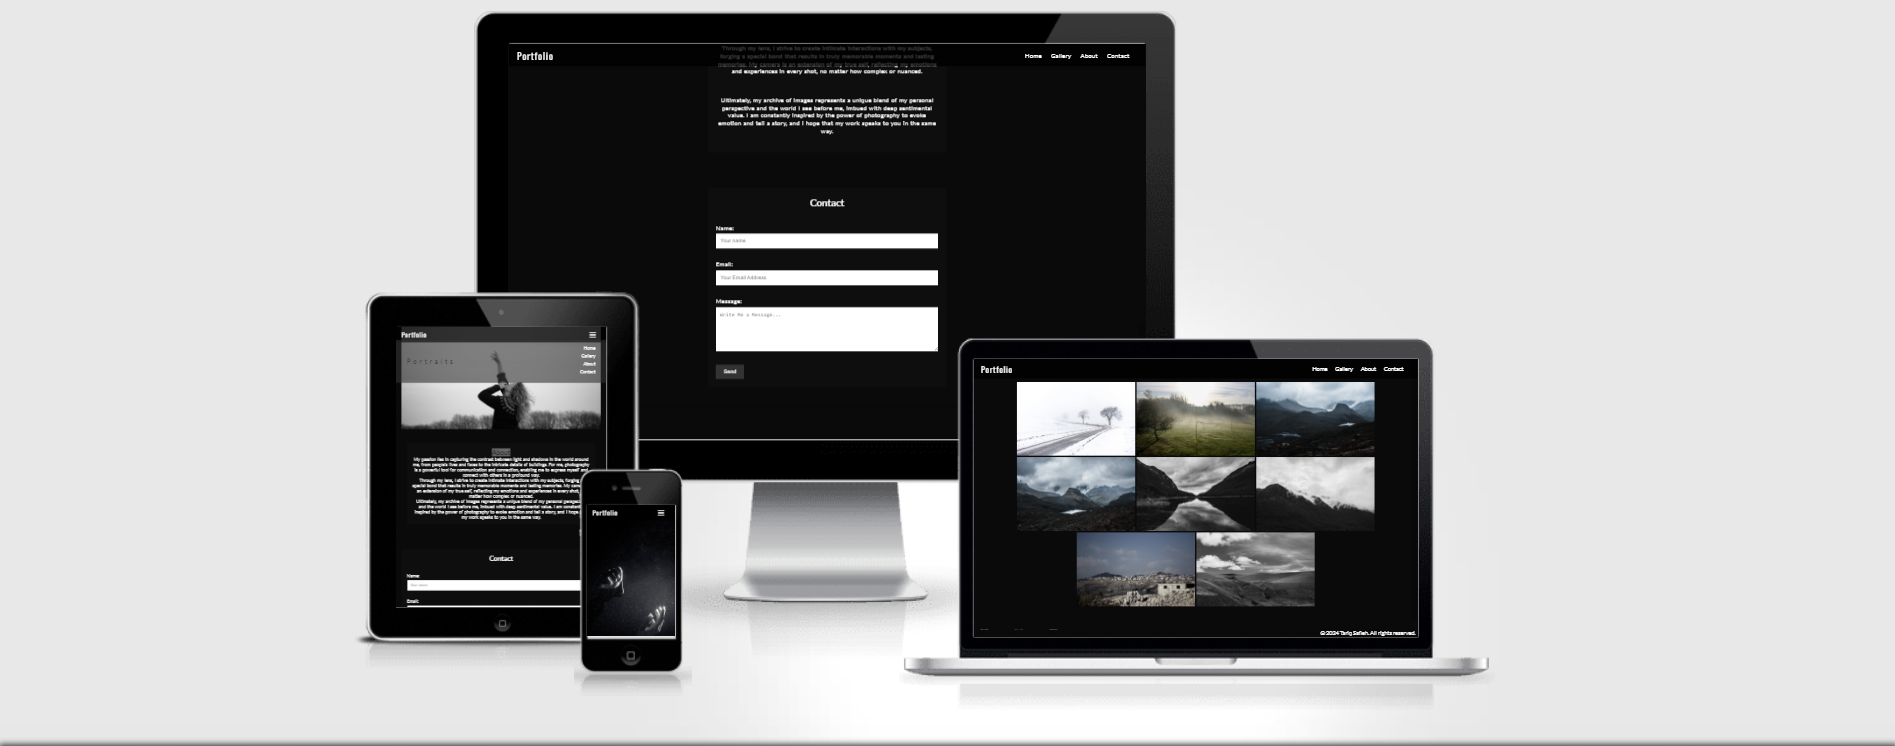 Portfolio
Home Gallery About Contact
Through my lens, I strive to create intimate interactions with my subjects,
forging a special bond that results in truly memorable moments and lasting
memories. My camera is an extension of my true self, reflecting my emotions
and experiences in every shot, no matter how complex or nuanced.
Ultimately, my archive of images represents a unique blend of my personal
perspective and the world I see before me, imbued with deep sentimental
value. I am constantly inspired by the power of photography to evoke
emotion and tell a story, and I hope that my work speaks to you in the same
way.
Contact
Name:
Your name
Email:
Your Email Address
Message:
Write Me a Message...
Send
Portfolio
Home
Gallery
About
Contact
Portraits
My passion lies in capturing the contrast between light and shadows in the world around
me, from people's lives and faces to the intricate details of buildings. For me, photography
is a powerful tool for communication and connection, enabling me to express myself and
connect with others in a profound way.
Through my lens, I strive to create intimate interactions with my subjects, forging
special bond that results in truly memorable moments and lasting memories. My
an extension of my true self, reflecting my emotions and experiences in every shot,
matter how complex or nuanced.
Ultimately, my archive of images represents a unique blend of my personal
and the world I see before me, imbued with deep sentimental value. I am
inspired by the power of photography to evoke emotion and tell a story, and I hope
my work speaks to you in the same way.
Contact
Name:
Your name
Email:
Portfolio
Portfolio
Home Gallery About Contact
© 2024 Tariq Safieh. All rights reserved.